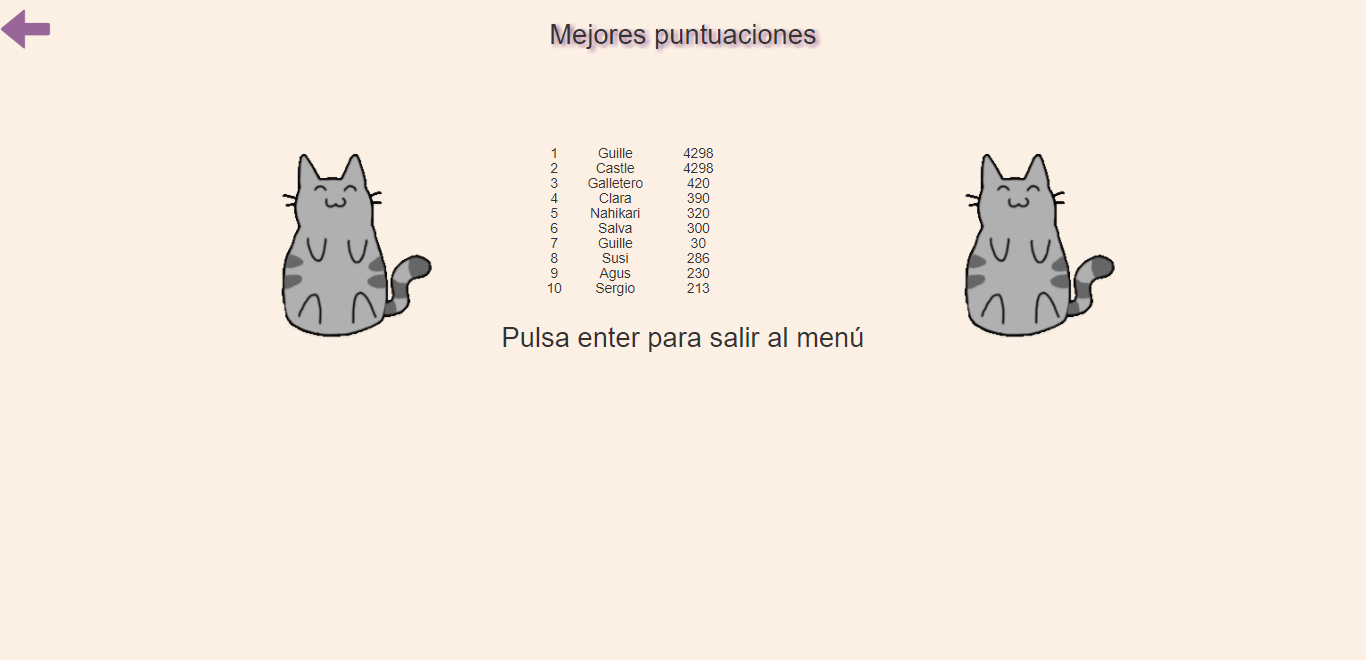 Mejores puntuaciones
1 Guille 4298
2 Castle 4298
3 Galletero 420
4 Clara 390
5 Nahikari 320
6 Salva 300
7 Guille 30
8 Susi 286
9 Agus 230
10 Sergio 213
Pulsa enter para salir al menú